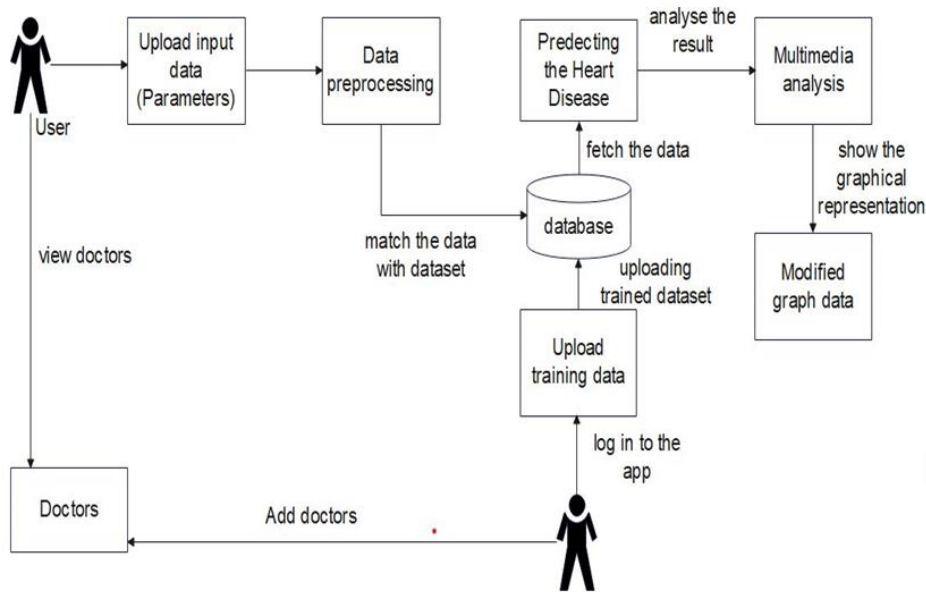 User
Upload input
data
(Parameters)
Data
preprocessing
Predecting
the Heart
Disease
analyse the
result
Multimedia
analysis
fetch the data
show the
graphical
representation
database
match the data
with dataset
view doctors
uploading
trained dataset
Modified
graph data
Upload
training data
log in to the
app
Doctors
Add doctors